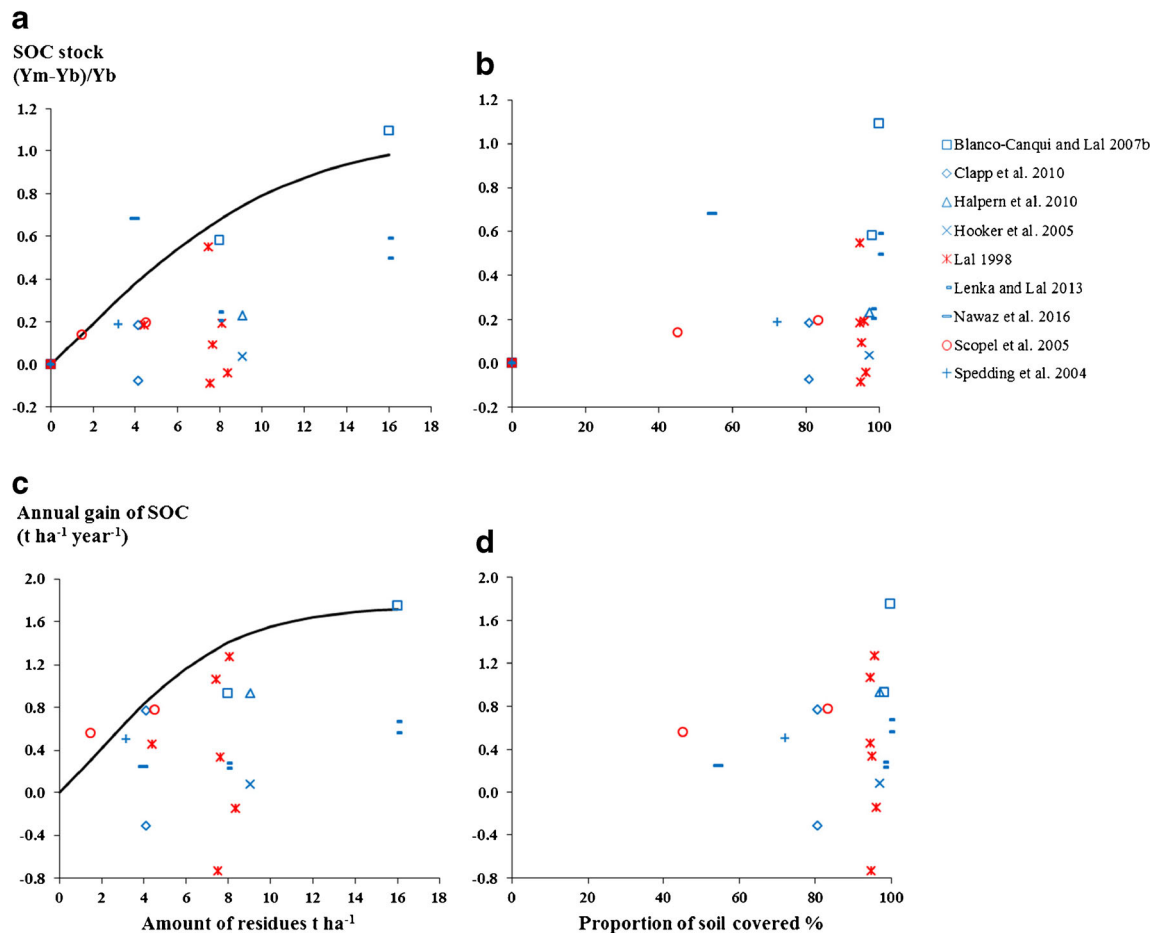 a
SOC stock
(Ym-Yb)/Yb
1.2
1.0
0.8
0.6
0.4
0.2
0.0
-0.2
0 2 4 6 8 10 12 14 16 18
b
1.2
1.0
0.8
0.6
0.4
0.2
0.0
-0.2
0 20 40 60 80 100
Blanco-Canqui and Lal 2007b
Clapp et al. 2010
Halpern et al. 2010
Hooker et al. 2005
Lal 1998
Lenka and Lal 2013
Nawaz et al. 2016
Scopel et al. 2005
Spedding et al. 2004
c
Annual gain of SOC
(t ha⁻¹ year⁻¹)
2.0
1.6
1.2
0.8
0.4
0.0
-0.4
-0.8
0 2 4 6 8 10 12 14 16 18
Amount of residues t ha⁻¹
d
2.0
1.6
1.2
0.8
0.4
0.0
-0.4
-0.8
0 20 40 60 80 100
Proportion of soil covered %